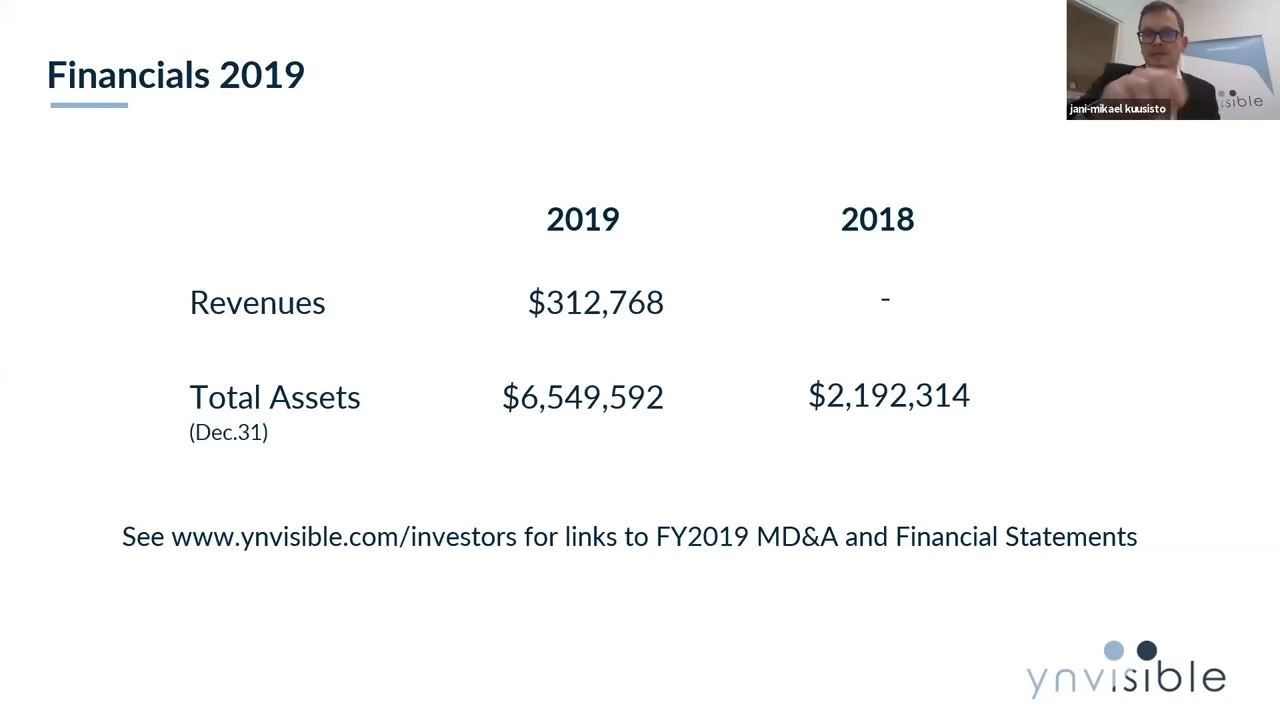 Financials 2019
jani-mikael kuusisto
isible
2019 2018
Revenues $312,768 -
Total Assets $6,549,592 $2,192,314
(Dec.31)
See www.ynvisible.com/investors for links to FY2019 MD&A and Financial Statements
ynvisible